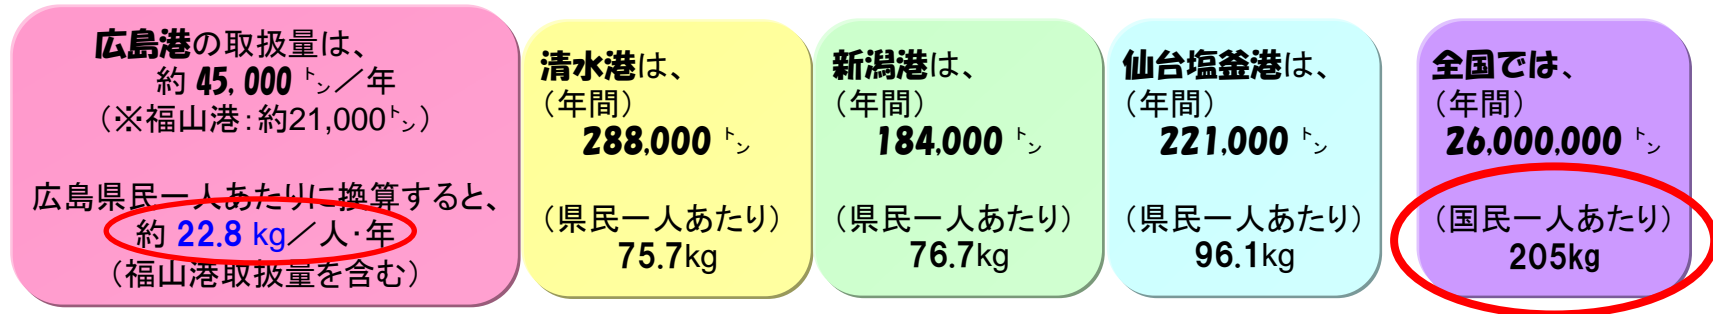 広島港の取扱量は、
約 45,000 ㌧／年
（※福山港：約21,000㌧）
広島県民一人あたりに換算すると、
約 22.8 kg／人・年
（福山港取扱量を含む）
清水港は、
（年間）
288,000 ㌧
（県民一人あたり）
75.7kg
新潟港は、
（年間）
184,000 ㌧
（県民一人あたり）
76.7kg
仙台塩釜港は、
（年間）
221,000 ㌧
（県民一人あたり）
96.1kg
全国では、
（年間）
26,000,000 ㌧
（国民一人あたり）
205kg